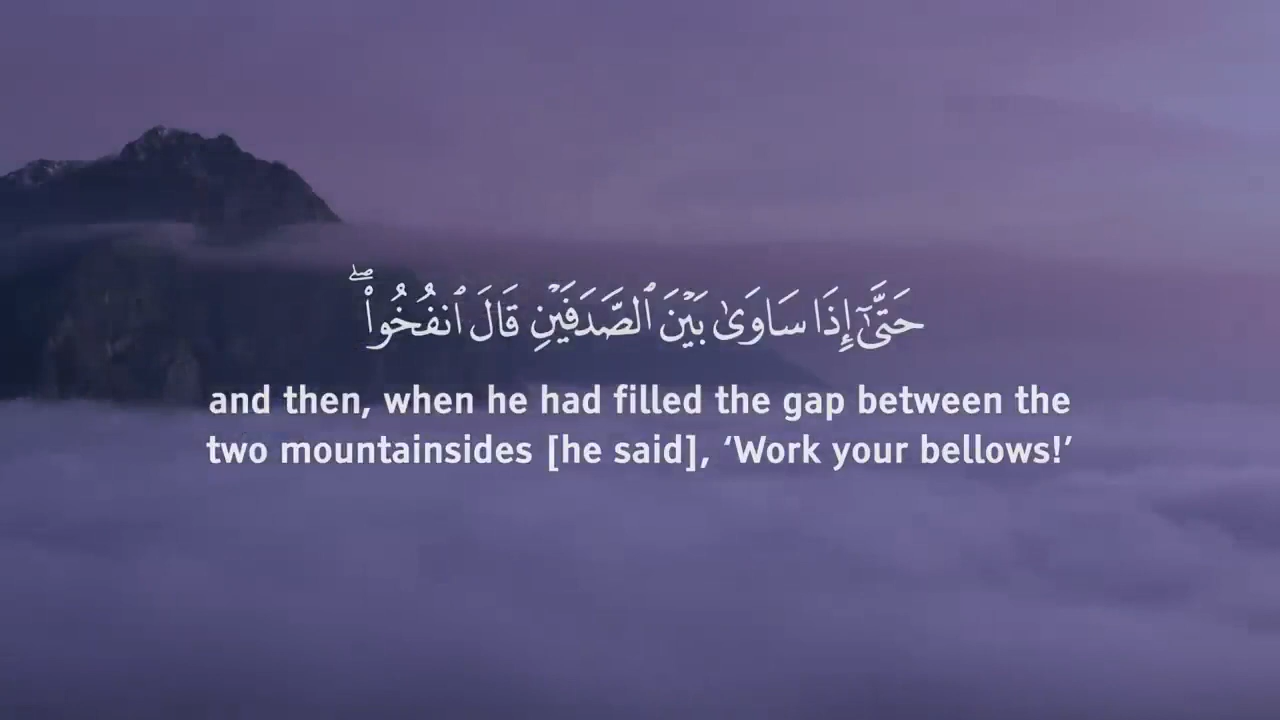 حَتَّىٰٓ إِذَا سَاوَىٰ بَيْنَ ٱلصَّدَفَيْنِ قَالَ ٱنفُخُوا۟ ۖ
and then, when he had filled the gap between the
two mountainsides [he said], ‘Work your bellows!’